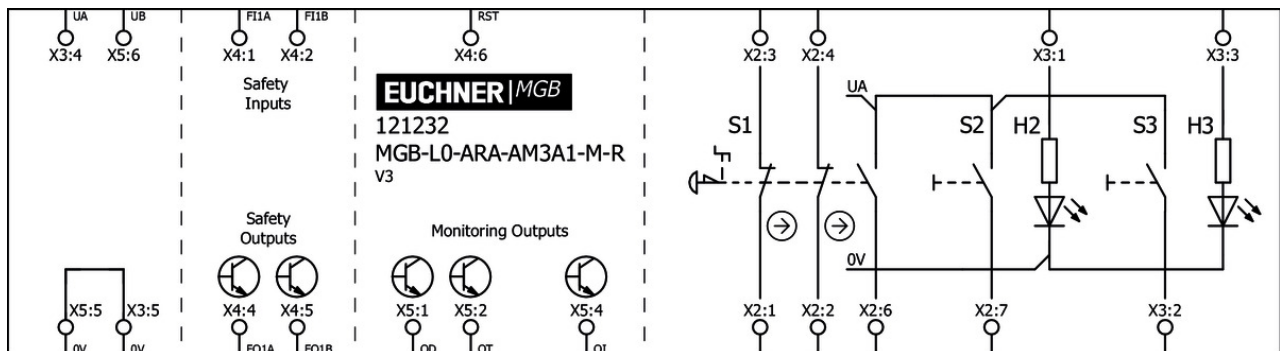 UA UB FI1A FI1B RST
X3:4 X5:6 X4:1 X4:2 X4:6 X2:3 X2:4 X3:1 X3:3
Safety
Inputs
EUCHNER MGB
121232
MGB-L0-ARA-AM3A1-M-R
V3
UA
S1 S2 H2 S3 H3
Safety
Outputs
Monitoring Outputs
0V
X5:5 X3:5 X4:4 X4:5 X5:1 X5:2 X5:4 X2:1 X2:2 X2:6 X2:7 X3:2
0V 0V FO1A FO1B OD OT OI